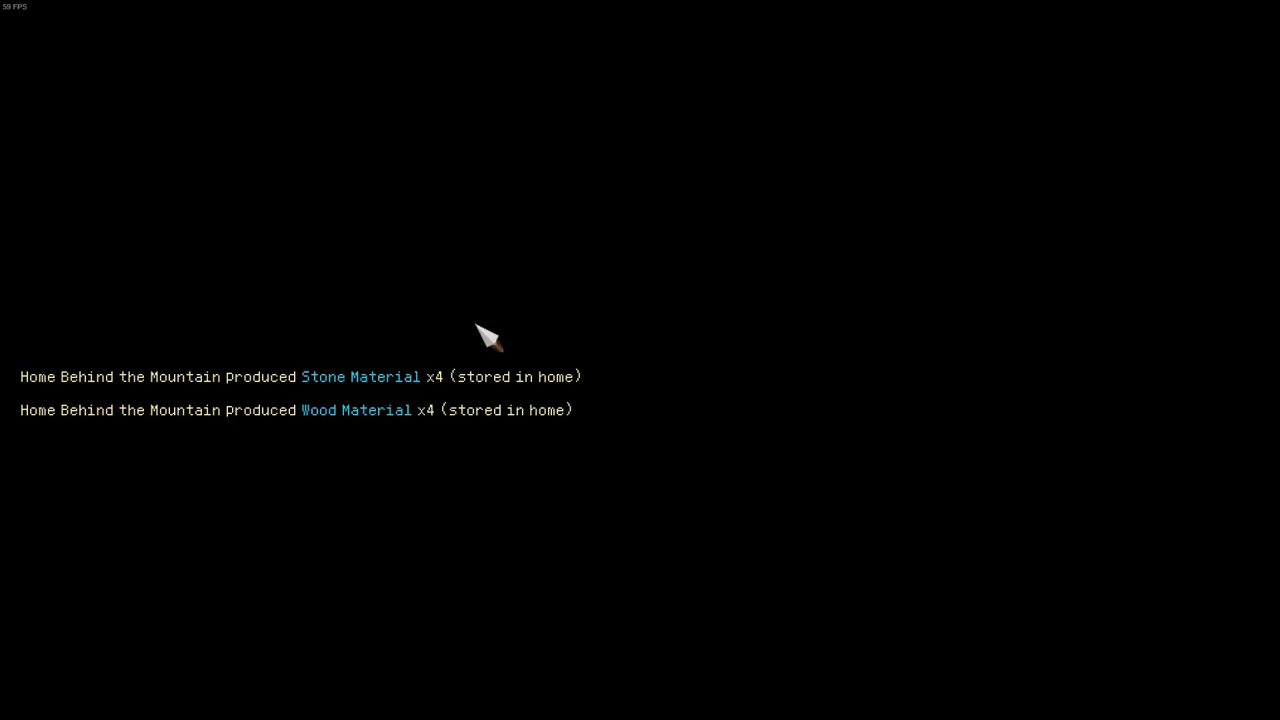 59 FPS
Home Behind the Mountain produced Stone Material x4 (stored in home)
Home Behind the Mountain produced Wood Material x4 (stored in home)